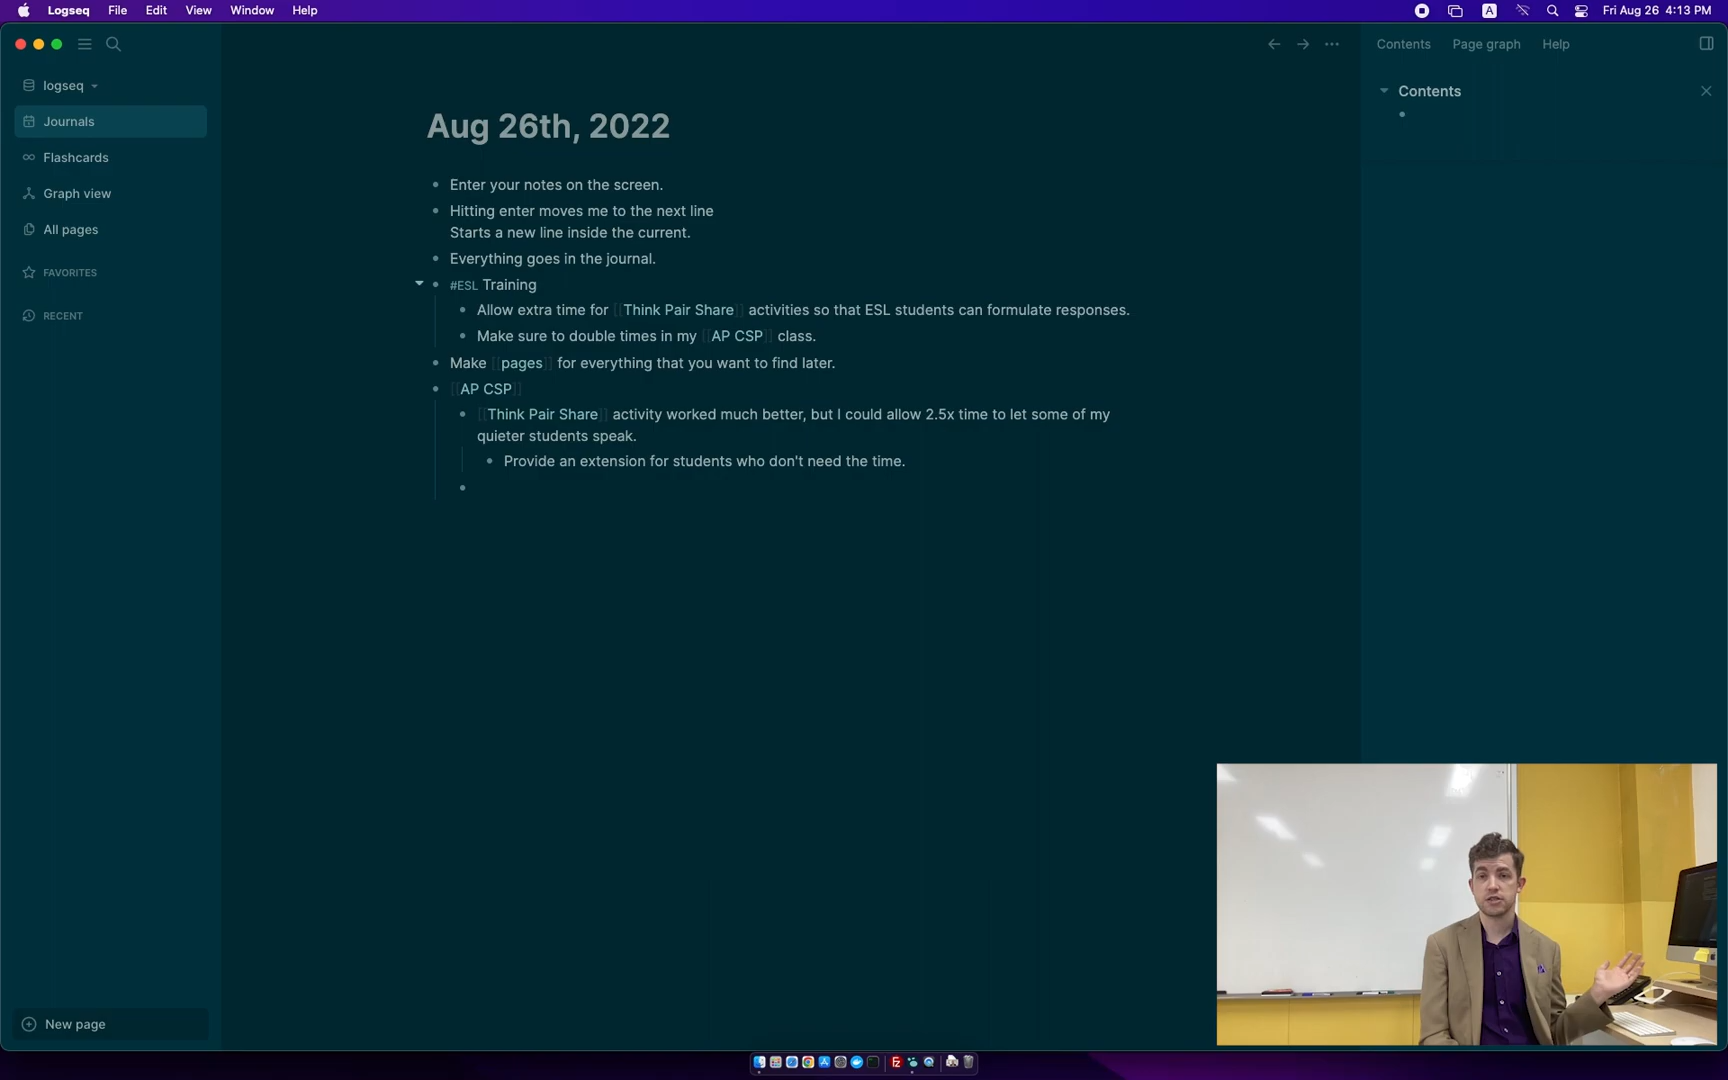 Logseq File Edit View Window Help A Fri Aug 26 4:13 PM
Contents Page graph Help
logseq
Journals
Flashcards
Graph view
All pages
FAVORITES
RECENT
New page
Aug 26th, 2022
Enter your notes on the screen.
Hitting enter moves me to the next line
Starts a new line inside the current.
Everything goes in the journal.
#ESL Training
Allow extra time for [[Think Pair Share]] activities so that ESL students can formulate responses.
Make sure to double times in my [[AP CSP]] class.
Make [[pages]] for everything that you want to find later.
[[AP CSP]]
[[Think Pair Share]] activity worked much better, but I could allow 2.5x time to let some of my
quieter students speak.
Provide an extension for students who don't need the time.
Contents
Fz